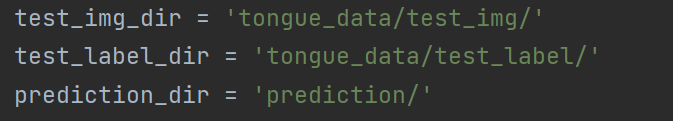 test_img_dir = 'tongue_data/test_img/'
test_label_dir = 'tongue_data/test_label/'
prediction_dir = 'prediction/'